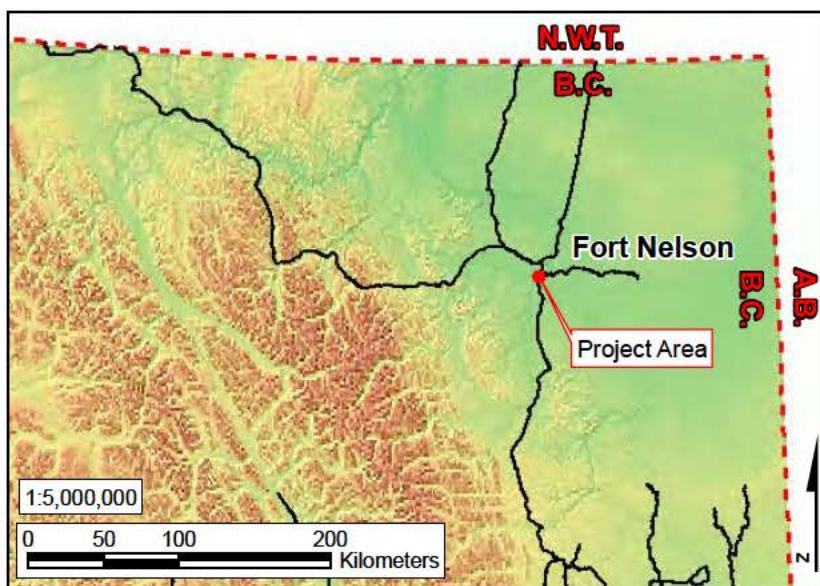 N.W.T.
B.C.
Fort Nelson
A.B.
B.C.
Project Area
1:5,000,000
0 50 100 200
Kilometers
N